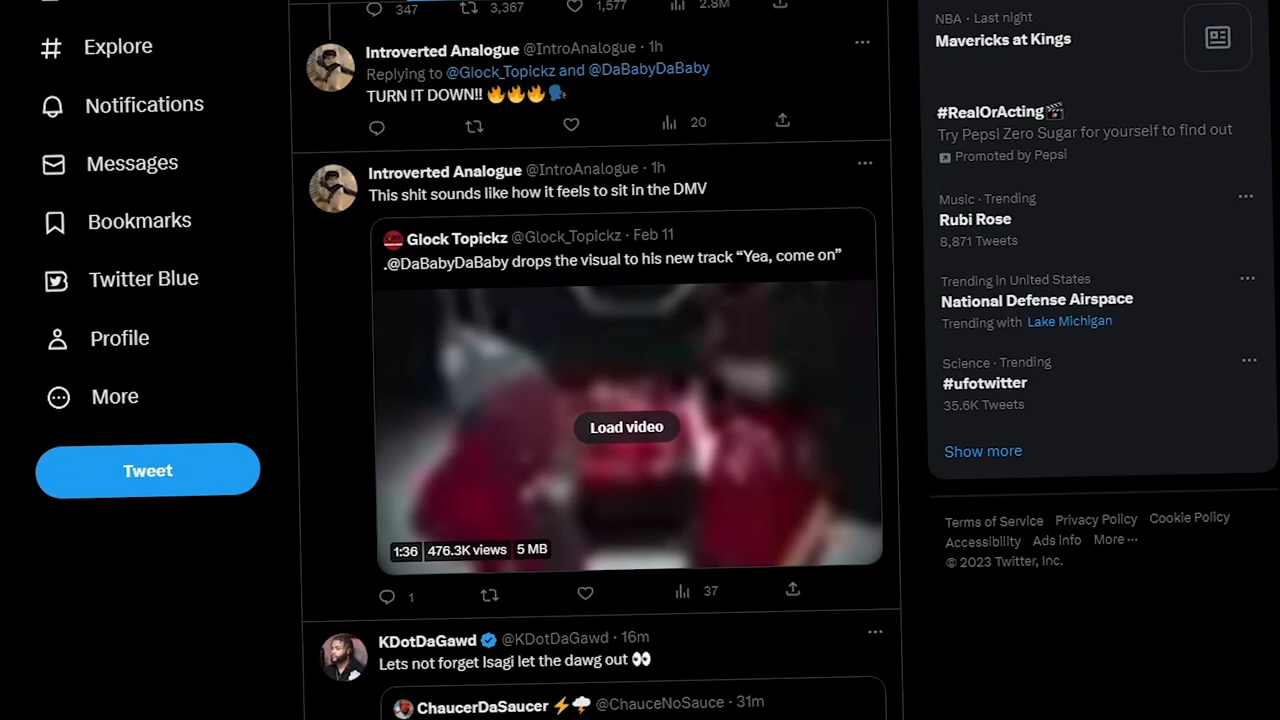 Explore
Notifications
Messages
Bookmarks
Twitter Blue
Profile
More
Tweet
347 3,367 1,577 2.8M
Introverted Analogue @IntroAnalogue · 1h
Replying to @Glock_Topickz and @DaBabyDaBaby
TURN IT DOWN!! 🔥🔥🔥🗣
20
Introverted Analogue @IntroAnalogue · 1h
This shit sounds like how it feels to sit in the DMV
Glock Topickz @Glock_Topickz · Feb 11
.@DaBabyDaBaby drops the visual to his new track “Yea, come on”
Load video
1:36 476.3K views 5 MB
1 37
KDotDaGawd @KDotDaGawd · 16m
Lets not forget Isagi let the dawg out 👀
ChaucerDaSaucer ⚡🌩 @ChauceNoSauce · 31m
NBA · Last night
Mavericks at Kings
#RealOrActing🎬
Try Pepsi Zero Sugar for yourself to find out
Promoted by Pepsi
Music · Trending
Rubi Rose
8,871 Tweets
Trending in United States
National Defense Airspace
Trending with Lake Michigan
Science · Trending
#ufotwitter
35.6K Tweets
Show more
Terms of Service Privacy Policy Cookie Policy
Accessibility Ads info More ···
© 2023 Twitter, Inc.